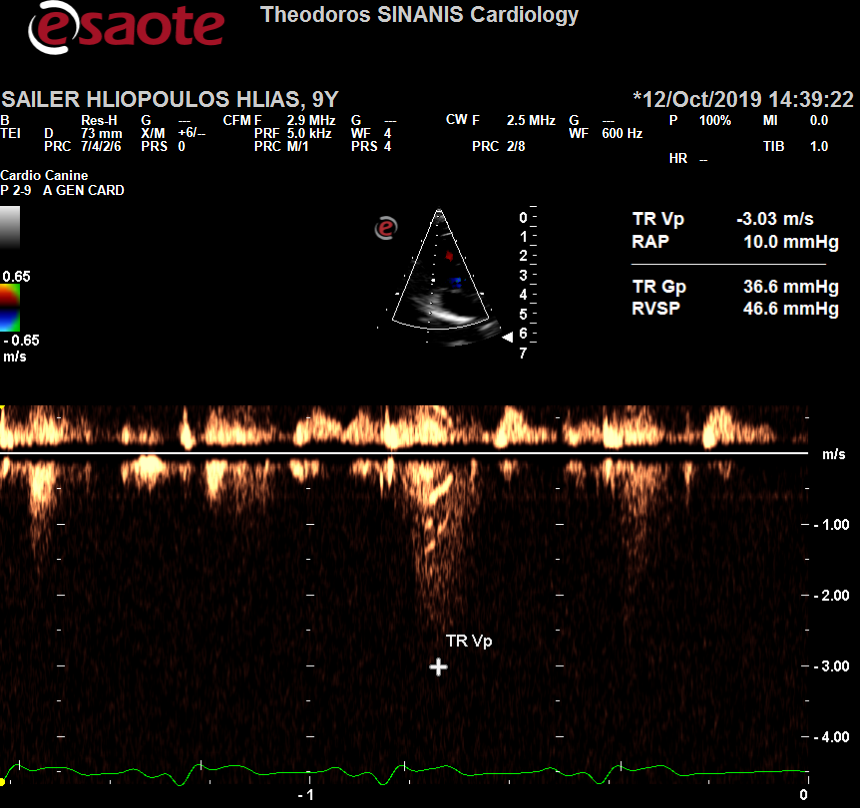 esaote
Theodoros SINANIS Cardiology
SAILER HLIOPOULOS HLIAS, 9Y
*12/Oct/2019 14:39:22
B Res-H G --- CFM F 2.9 MHz G --- CW F 2.5 MHz G --- P 100% MI 0.0
TEI D 73 mm X/M +6/-- PRF 5.0 kHz WF 4 WF 600 Hz
PRC 7/4/2/6 PRS 0 PRC M/1 PRS 4 PRC 2/8 TIB 1.0
HR --
Cardio Canine
P 2-9 A GEN CARD
0.65
-0.65
m/s
e
0
1
2
3
4
5
6
7
TR Vp -3.03 m/s
RAP 10.0 mmHg
TR Gp 36.6 mmHg
RVSP 46.6 mmHg
m/s
-1.00
-2.00
TR Vp
-3.00
-4.00
-1 0